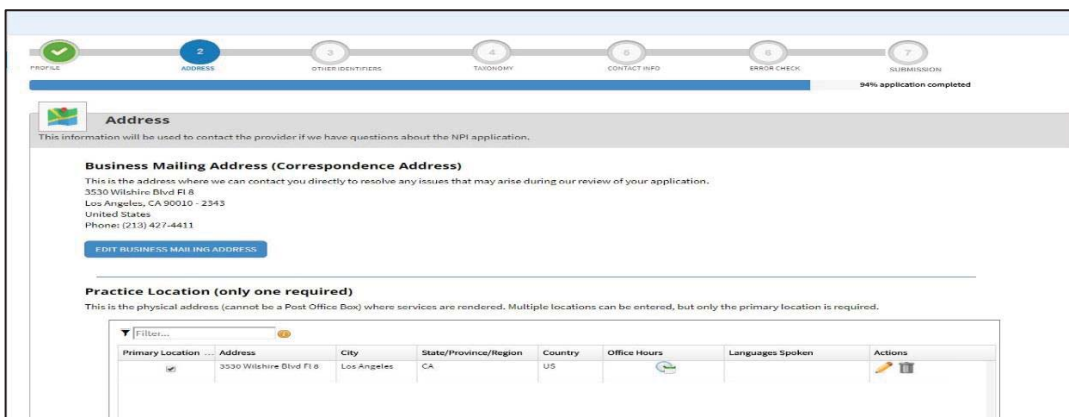 2
3
4
5
6
7
PROFILE
ADDRESS
OTHER IDENTIFIERS
TAXONOMY
CONTACT INFO
ERROR CHECK
SUBMISSION
94% application completed
Address
This information will be used to contact the provider if we have questions about the NPI application.
Business Mailing Address (Correspondence Address)
This is the address where we can contact you directly to resolve any issues that may arise during our review of your application.
3530 Wilshire Blvd Fl 8
Los Angeles, CA 90010 - 2343
United States
Phone: (213) 427-4411
EDIT BUSINESS MAILING ADDRESS
Practice Location (only one required)
This is the physical address (cannot be a Post Office Box) where services are rendered. Multiple locations can be entered, but only the primary location is required.
Filter...
Primary Location ... Address City State/Province/Region Country Office Hours Languages Spoken Actions
3530 Wilshire Blvd Fl 8 Los Angeles CA US